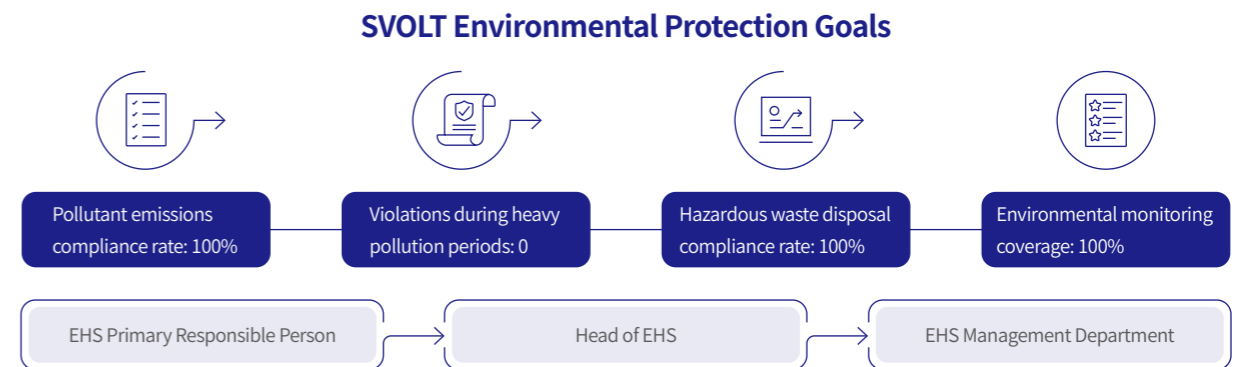 SVOLT Environmental Protection Goals
Pollutant emissions
compliance rate: 100%
Violations during heavy
pollution periods: 0
Hazardous waste disposal
compliance rate: 100%
Environmental monitoring
coverage: 100%
EHS Primary Responsible Person
Head of EHS
EHS Management Department